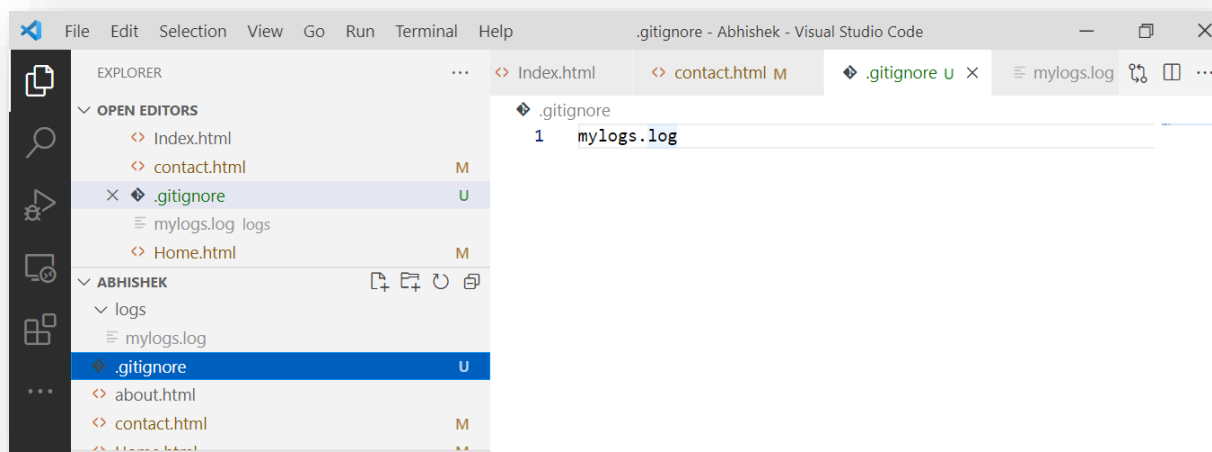 File Edit Selection View Go Run Terminal Help .gitignore - Abhishek - Visual Studio Code
EXPLORER
OPEN EDITORS
Index.html
contact.html M
.gitignore U
mylogs.log logs
Home.html M
ABHISHEK
logs
mylogs.log
.gitignore U
about.html
contact.html M
Home.html M
Index.html contact.html M .gitignore U mylogs.log
.gitignore
1 mylogs.log